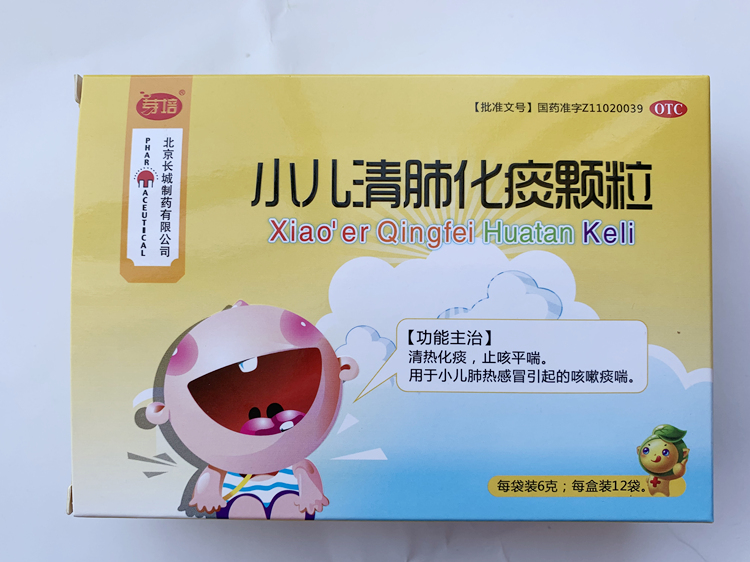 芽培®
【批准文号】国药准字Z11020039 OTC
北京长城制药有限公司
PHARMACEUTICAL
小儿清肺化痰颗粒
Xiao'er Qingfei Huatan Keli
【功能主治】
清热化痰，止咳平喘。
用于小儿肺热感冒引起的咳嗽痰喘。
每袋装6克；每盒装12袋。